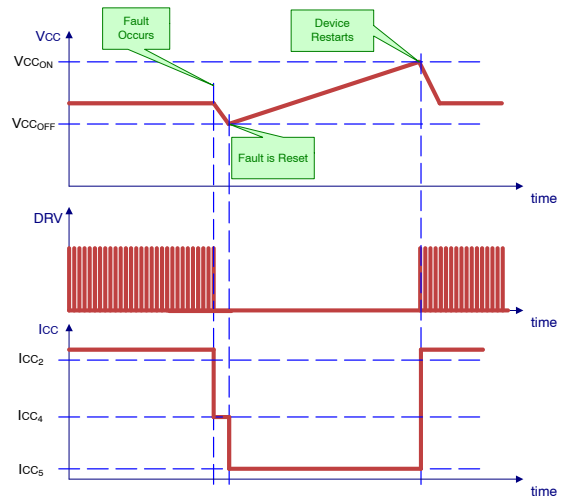 Fault
Occurs
Device
Restarts
VCC
VCCON
VCCOFF
Fault is Reset
time
DRV
time
ICC
ICC2
ICC4
ICC5
time